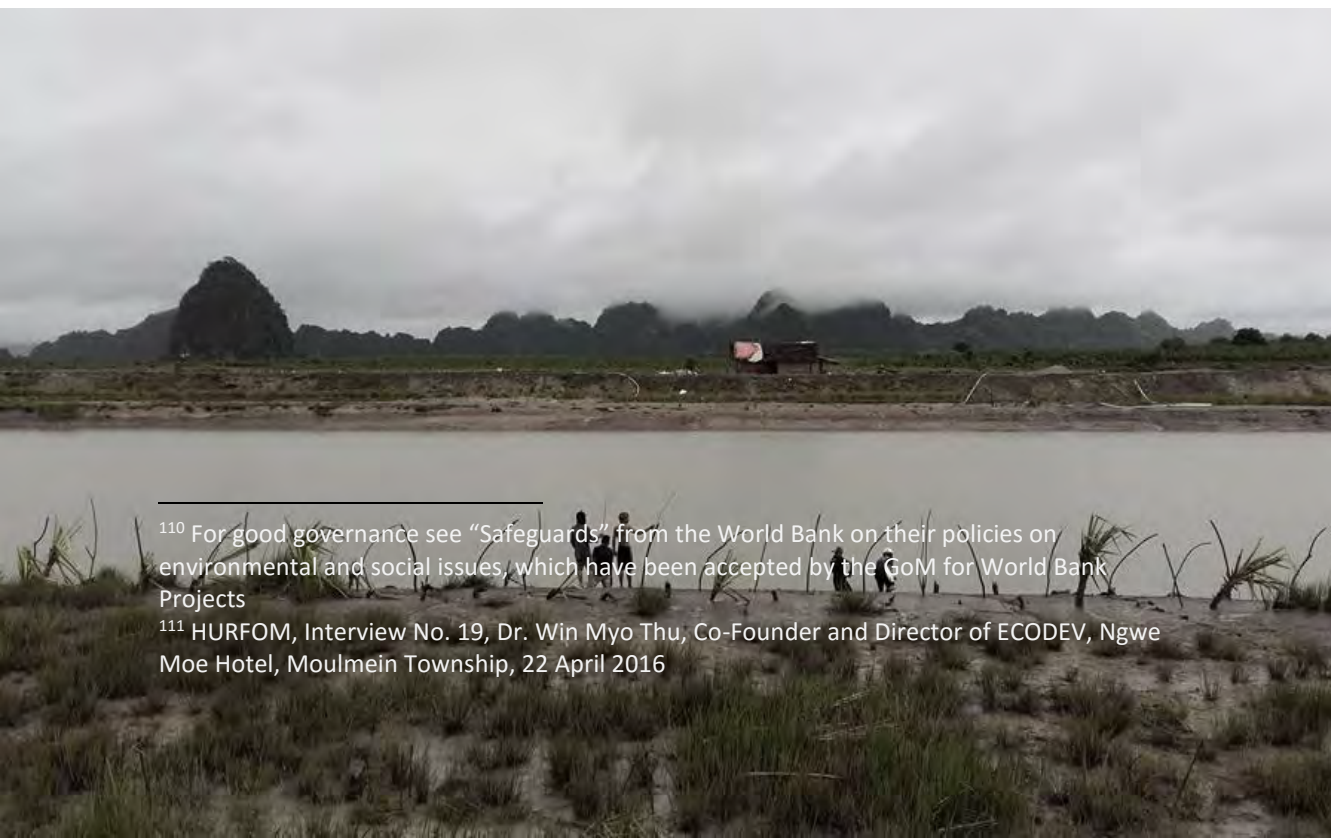 110 For good governance see “Safeguards” from the World Bank on their policies on
environmental and social issues, which have been accepted by the GoM for World Bank
Projects
111 HURFOM, Interview No. 19, Dr. Win Myo Thu, Co-Founder and Director of ECODEV, Ngwe
Moe Hotel, Moulmein Township, 22 April 2016